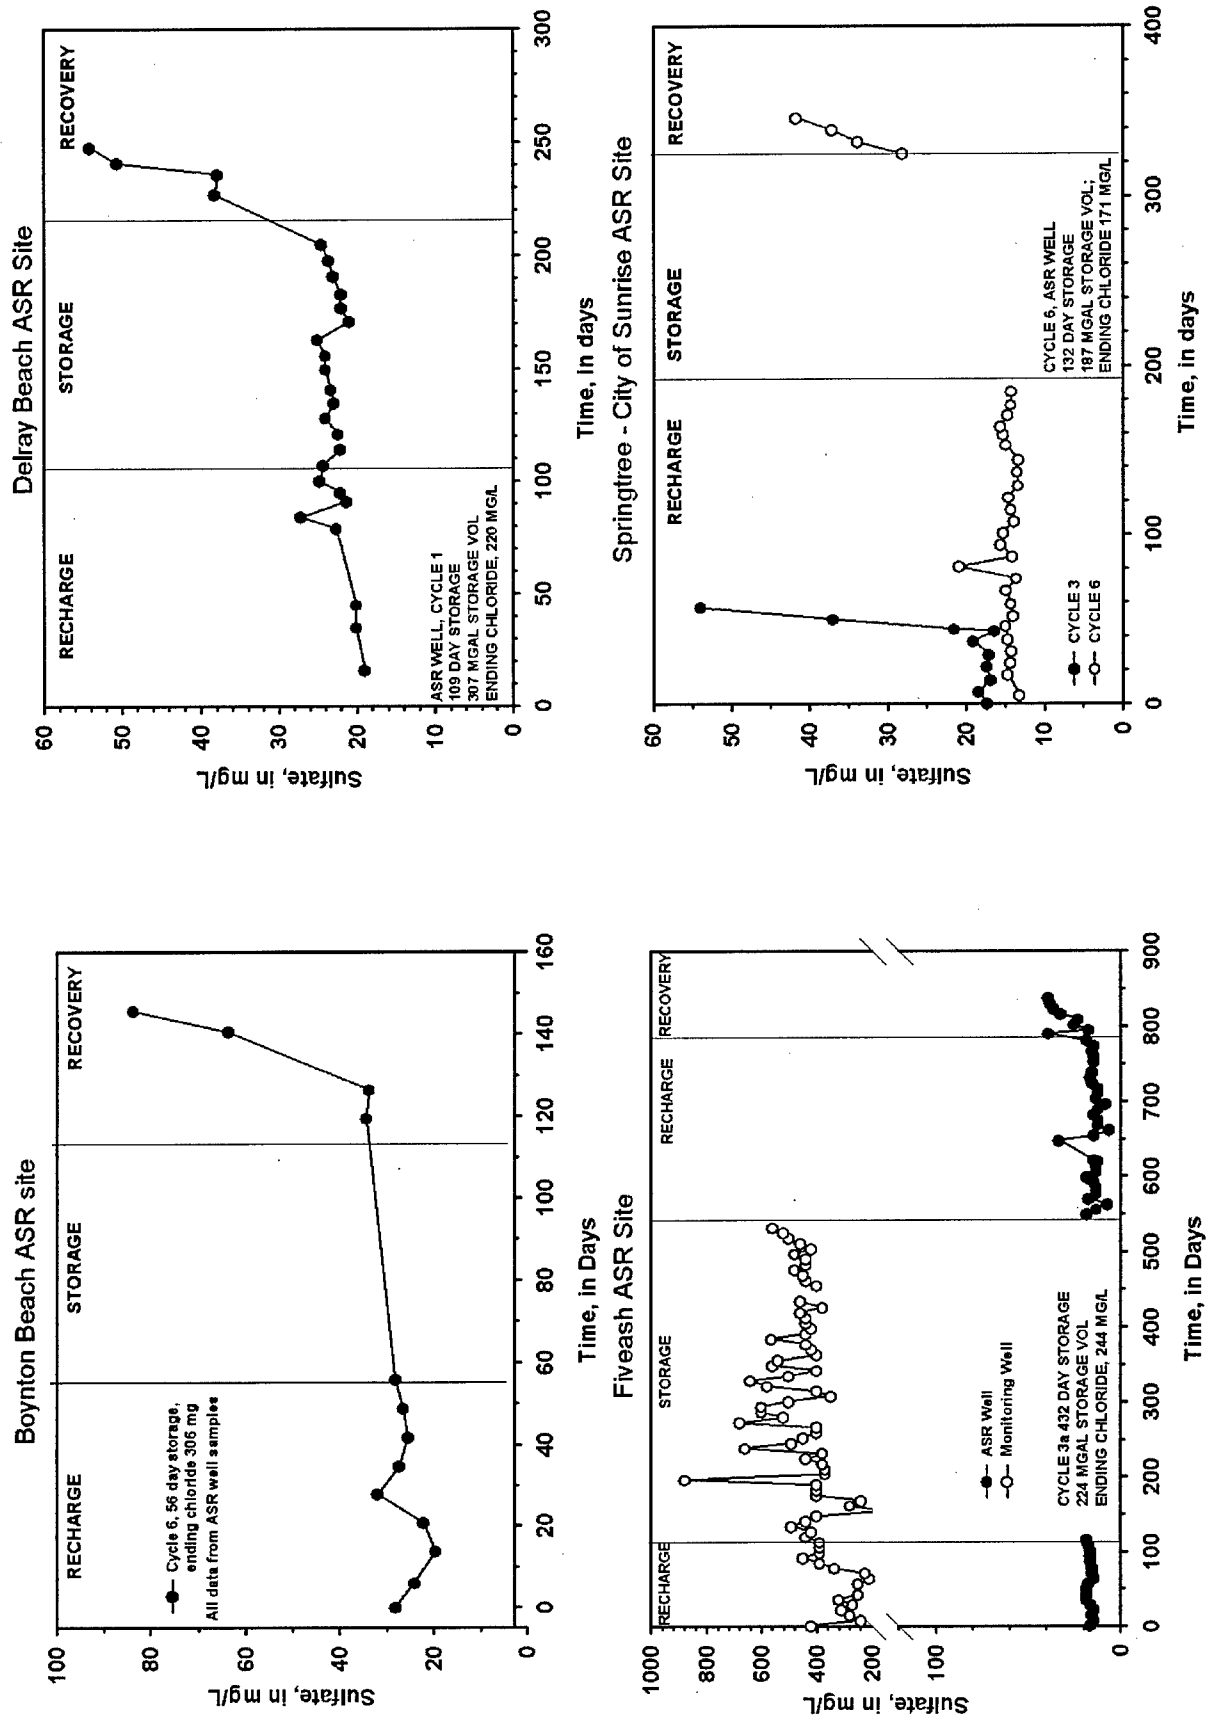 Boynton Beach ASR site
RECHARGE
STORAGE
RECOVERY
Cycle 6, 56 day storage,
ending chloride 306 mg
All data from ASR well samples
100
80
60
40
20
Sulfate, in mg/L
0 20 40 60 80 100 120 140 160
Time, in Days
Delray Beach ASR Site
RECHARGE
STORAGE
RECOVERY
ASR WELL, CYCLE 1
109 DAY STORAGE
307 MGAL STORAGE VOL
ENDING CHLORIDE, 220 MG/L
60
50
40
30
20
10
0
Sulfate, in mg/L
0 50 100 150 200 250 300
Time, in days
Fiveash ASR Site
RECHARGE
STORAGE
RECHARGE
RECOVERY
ASR Well
Monitoring Well
CYCLE 3a 432 DAY STORAGE
224 MGAL STORAGE VOL
ENDING CHLORIDE, 244 MG/L
1000
800
600
400
200
100
0
Sulfate, in mg/L
0 100 200 300 400 500 600 700 800 900
Time, in Days
Springtree - City of Sunrise ASR Site
RECHARGE
STORAGE
RECOVERY
CYCLE 3
CYCLE 6
CYCLE 6, ASR WELL
132 DAY STORAGE
187 MGAL STORAGE VOL;
ENDING CHLORIDE 171 MG/L
60
50
40
30
20
10
0
Sulfate, in mg/L
0 100 200 300 400
Time, in days